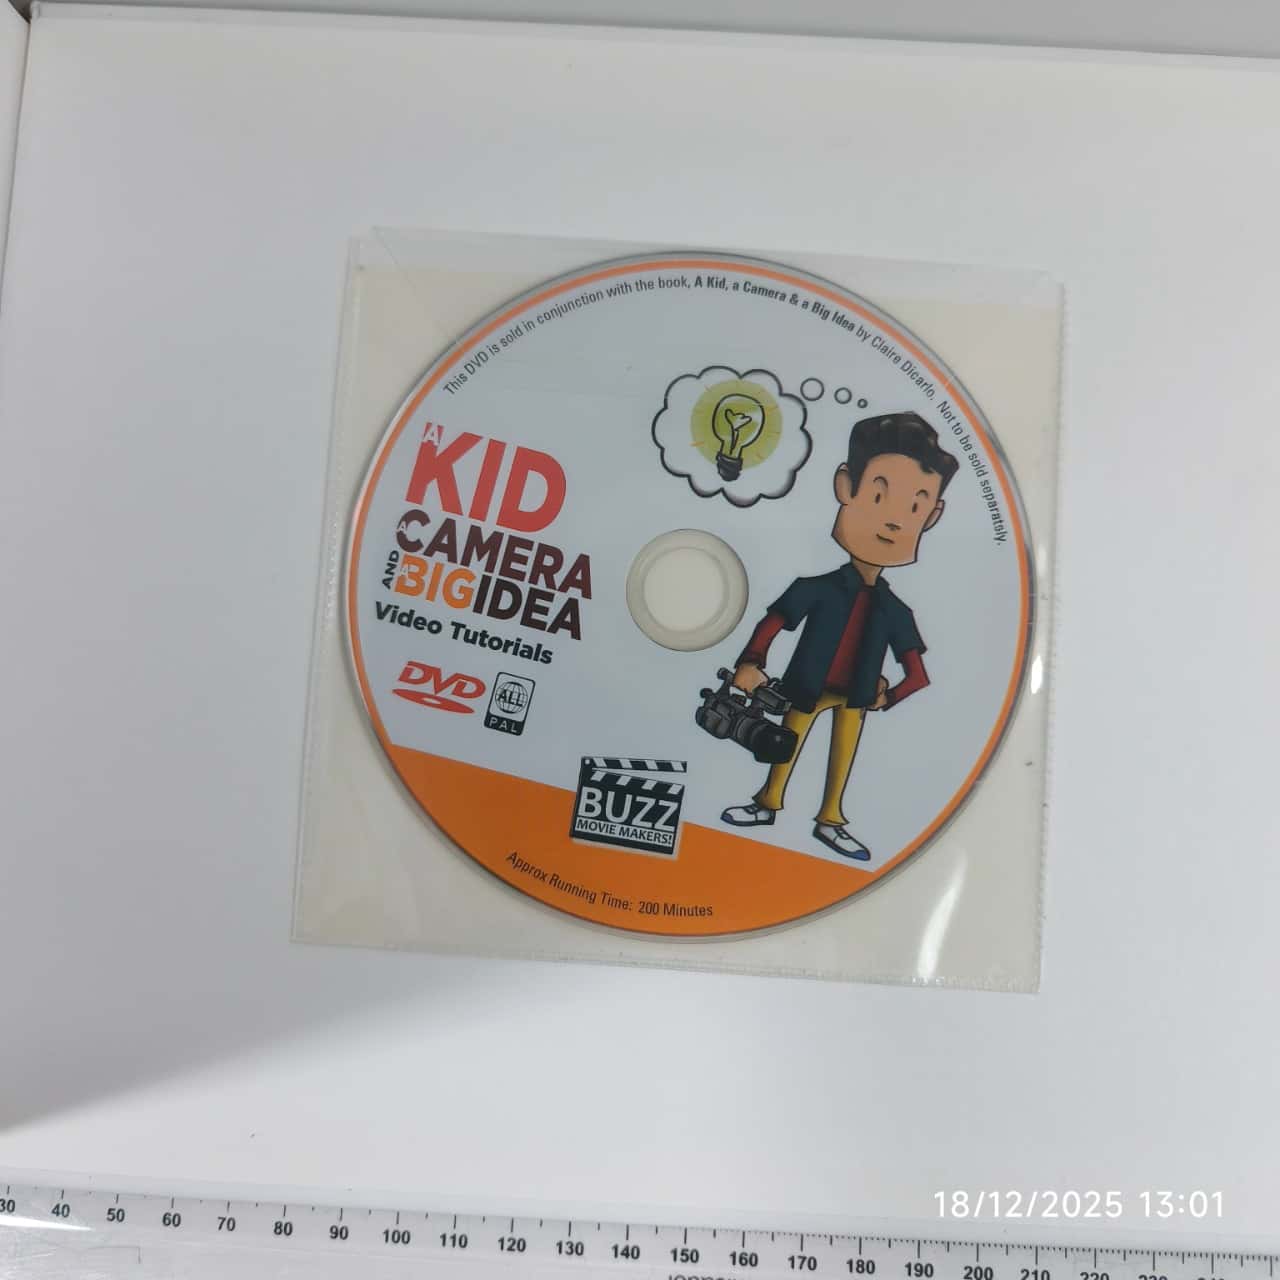 This DVD is sold in conjunction with the book, A Kid, a Camera & a Big Idea by Claire Dicarlo. Not to be sold separately.
A
KID
A
CAMERA
AND A
BIGIDEA
Video Tutorials
DVD
ALL
PAL
BUZZ
MOVIE MAKERS!
Approx Running Time: 200 Minutes
18/12/2025 13:01
30 40 50 60 70 80 90 100 110 120 130 140 150 160 170 180 190 200 210 220